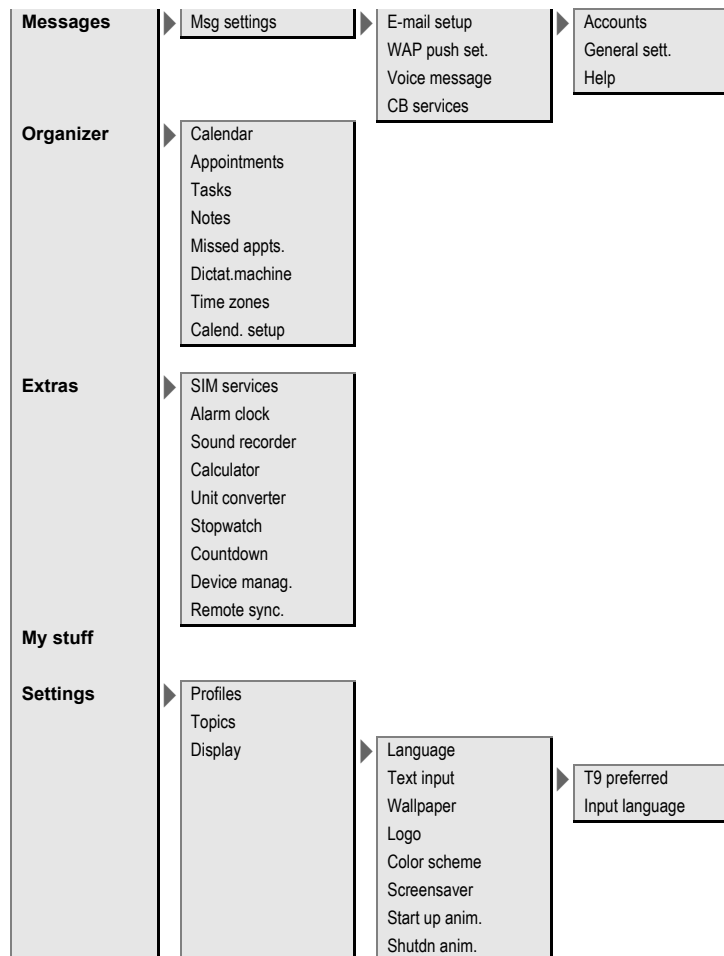 Messages
Msg settings
E-mail setup
Accounts
WAP push set.
General sett.
Voice message
Help
CB services
Organizer
Calendar
Appointments
Tasks
Notes
Missed appts.
Dictat.machine
Time zones
Calend. setup
Extras
SIM services
Alarm clock
Sound recorder
Calculator
Unit converter
Stopwatch
Countdown
Device manag.
Remote sync.
My stuff
Settings
Profiles
Topics
Display
Language
Text input
T9 preferred
Wallpaper
Input language
Logo
Color scheme
Screensaver
Start up anim.
Shutdn anim.